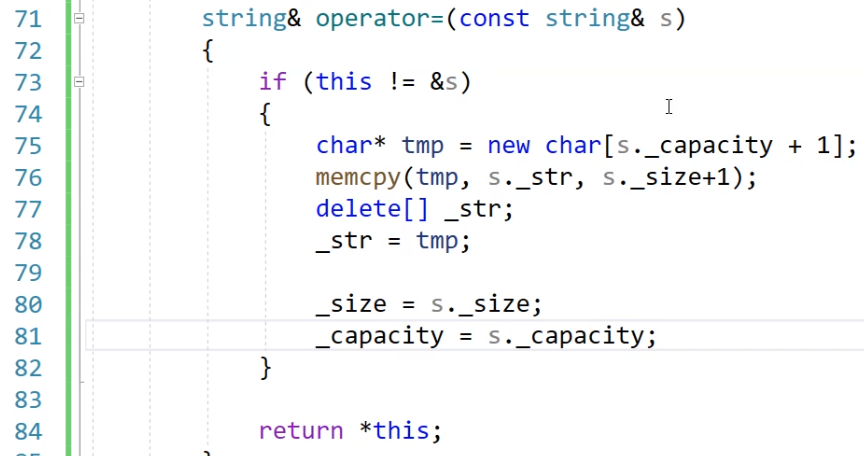 71 string& operator=(const string& s)
72 {
73 if (this != &s)
74 {
75 char* tmp = new char[s._capacity + 1];
76 memcpy(tmp, s._str, s._size+1);
77 delete[] _str;
78 _str = tmp;
79
80 _size = s._size;
81 _capacity = s._capacity;
82 }
83
84 return *this;